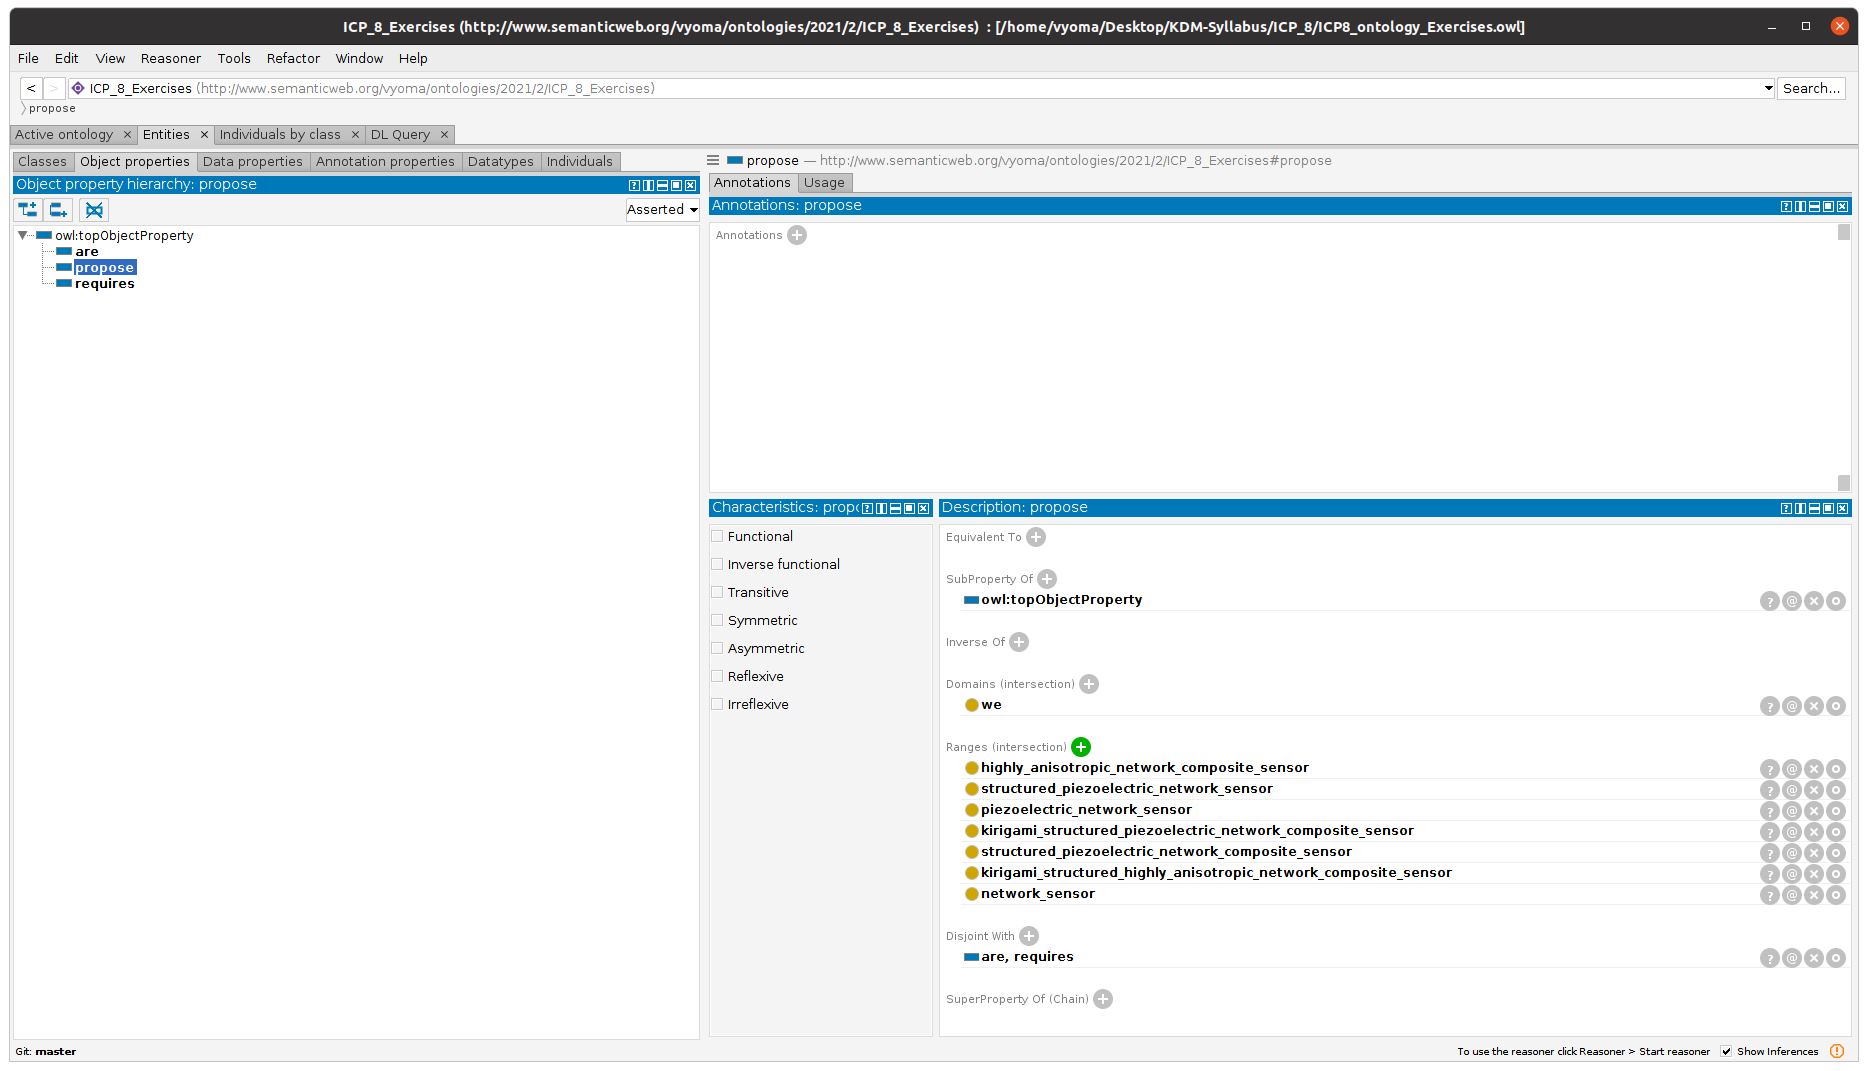 ICP_8_Exercises (http://www.semanticweb.org/vyoma/ontologies/2021/2/ICP_8_Exercises) : [/home/vyoma/Desktop/KDM-Syllabus/ICP_8/ICP8_ontology_Exercises.owl]
File Edit View Reasoner Tools Refactor Window Help
< > ICP_8_Exercises (http://www.semanticweb.org/vyoma/ontologies/2021/2/ICP_8_Exercises) Search...
propose
Active ontology × Entities × Individuals by class × DL Query ×
Classes Object properties Data properties Annotation properties Datatypes Individuals
Object property hierarchy: propose
Asserted
owl:topObjectProperty
are
propose
requires
propose — http://www.semanticweb.org/vyoma/ontologies/2021/2/ICP_8_Exercises#propose
Annotations Usage
Annotations: propose
Annotations
Characteristics: propo
Functional
Inverse functional
Transitive
Symmetric
Asymmetric
Reflexive
Irreflexive
Description: propose
Equivalent To
SubProperty Of
owl:topObjectProperty
Inverse Of
Domains (intersection)
we
Ranges (intersection)
highly_anisotropic_network_composite_sensor
structured_piezoelectric_network_sensor
piezoelectric_network_sensor
kirigami_structured_piezoelectric_network_composite_sensor
structured_piezoelectric_network_composite_sensor
kirigami_structured_highly_anisotropic_network_composite_sensor
network_sensor
Disjoint With
are, requires
SuperProperty Of (Chain)
Git: master
To use the reasoner click Reasoner > Start reasoner Show Inferences